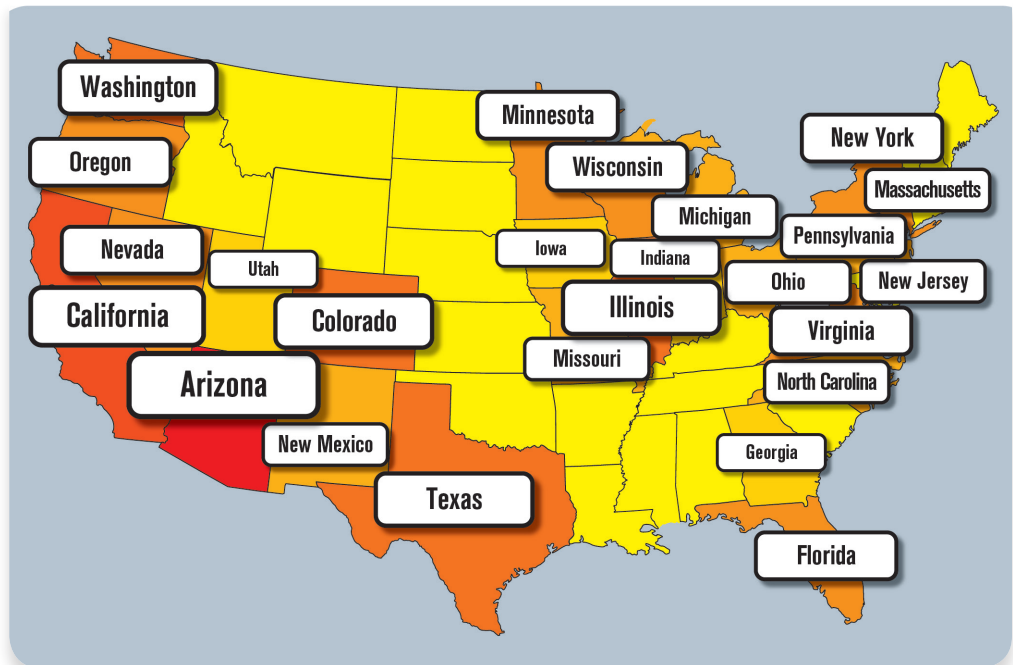 Washington
Minnesota
New York
Oregon
Wisconsin
Massachusetts
Michigan
Pennsylvania
Nevada
Iowa
Indiana
Utah
Ohio
New Jersey
California
Colorado
Illinois
Virginia
Missouri
Arizona
North Carolina
New Mexico
Georgia
Texas
Florida